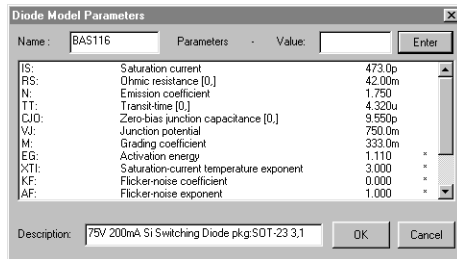 Diode Model Parameters
Name : BAS116 Parameters - Value: Enter
IS: Saturation current 473.0p
RS: Ohmic resistance [0,] 42.00m
N: Emission coefficient 1.750
TT: Transit-time [0,] 4.320u
CJO: Zero-bias junction capacitance [0,] 9.550p
VJ: Junction potential 750.0m
M: Grading coefficient 333.0m
EG: Activation energy 1.110 *
XTI: Saturation-current temperature exponent 3.000 *
KF: Flicker-noise coefficient 0.000 *
AF: Flicker-noise exponent 1.000 *
Description: 75V 200mA Si Switching Diode pkg:SOT-23 3,1 OK Cancel